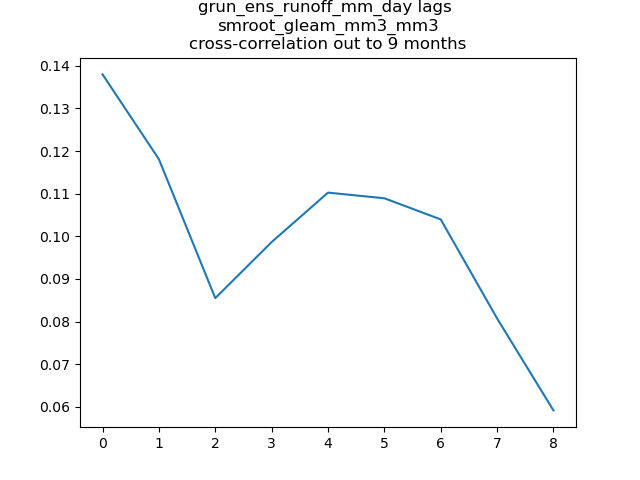 grun_ens_runoff_mm_day lags
smroot_gleam_mm3_mm3
cross-correlation out to 9 months
0.14
0.13
0.12
0.11
0.10
0.09
0.08
0.07
0.06
0 1 2 3 4 5 6 7 8